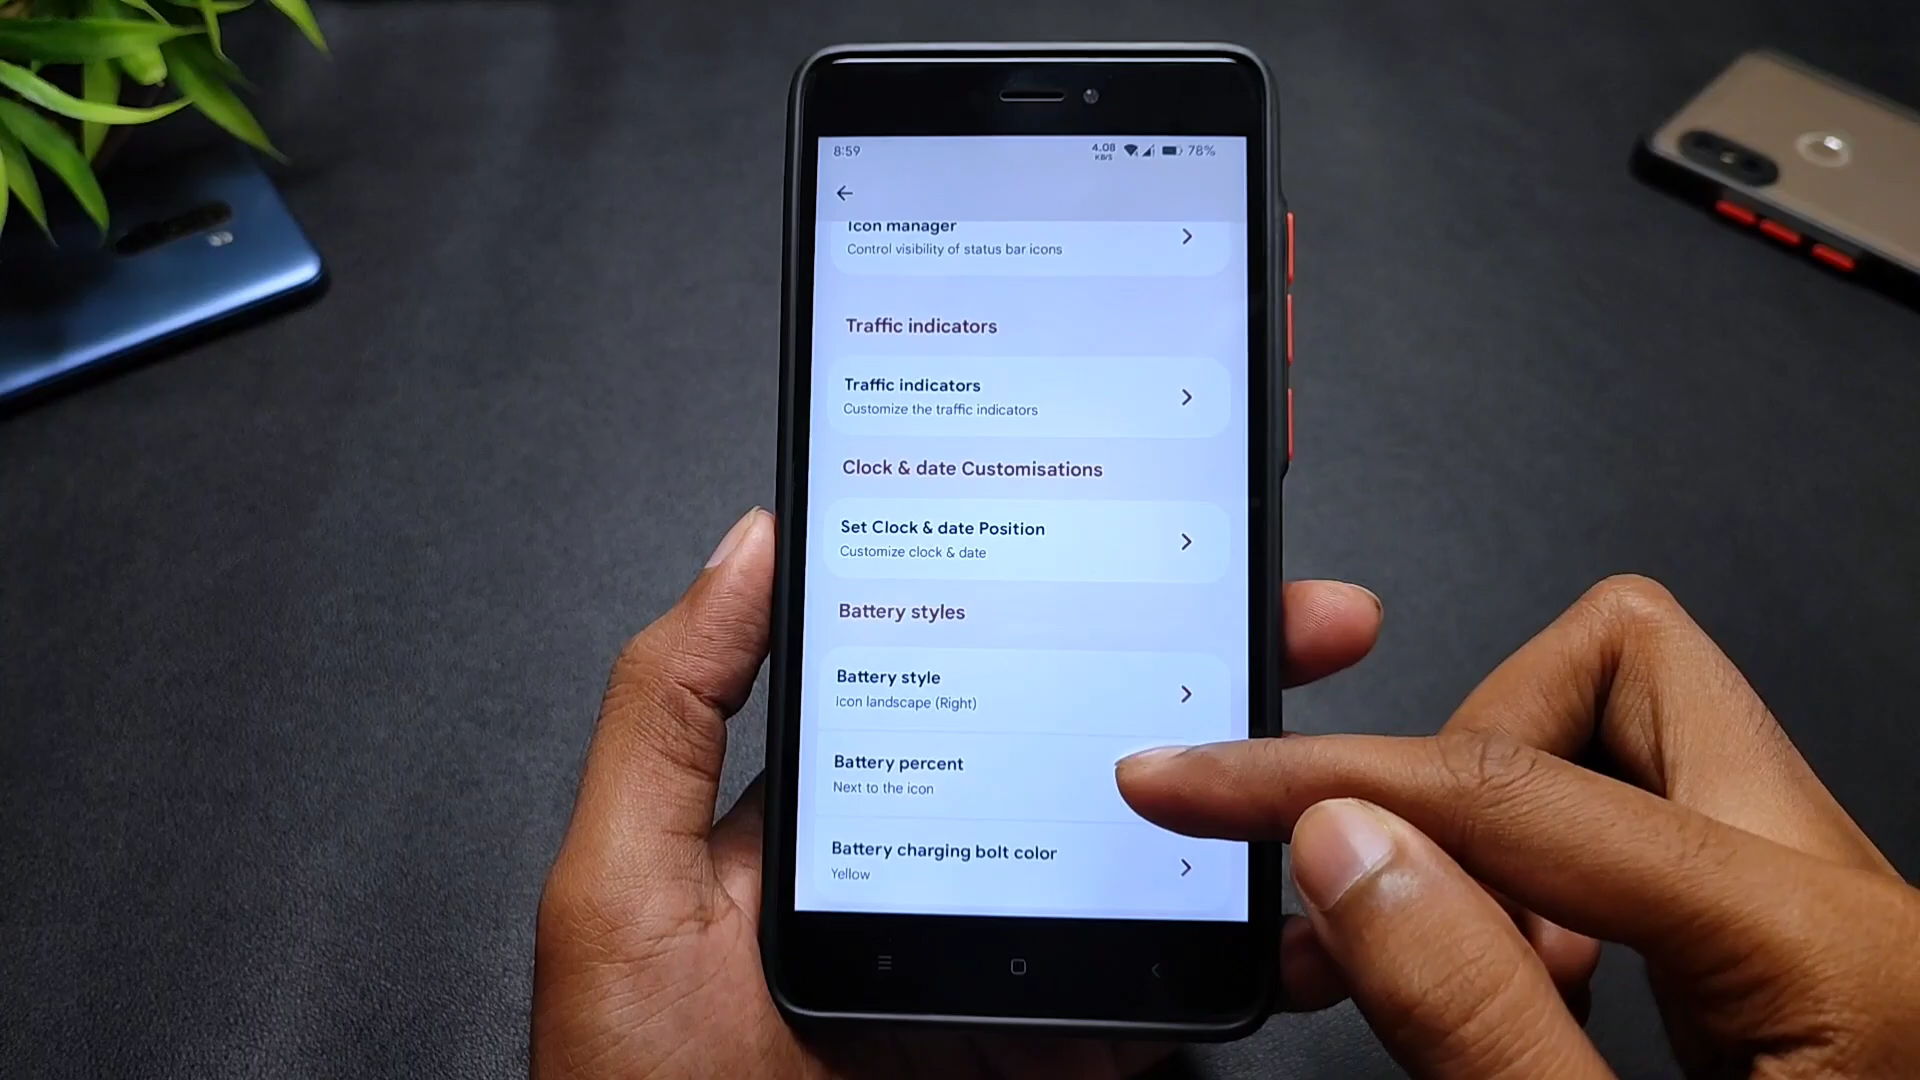 8:59
4.08
KB/S
78%
Icon manager
Control visibility of status bar icons
Traffic indicators
Traffic indicators
Customize the traffic indicators
Clock & date Customisations
Set Clock & date Position
Customize clock & date
Battery styles
Battery style
Icon landscape (Right)
Battery percent
Next to the icon
Battery charging bolt color
Yellow